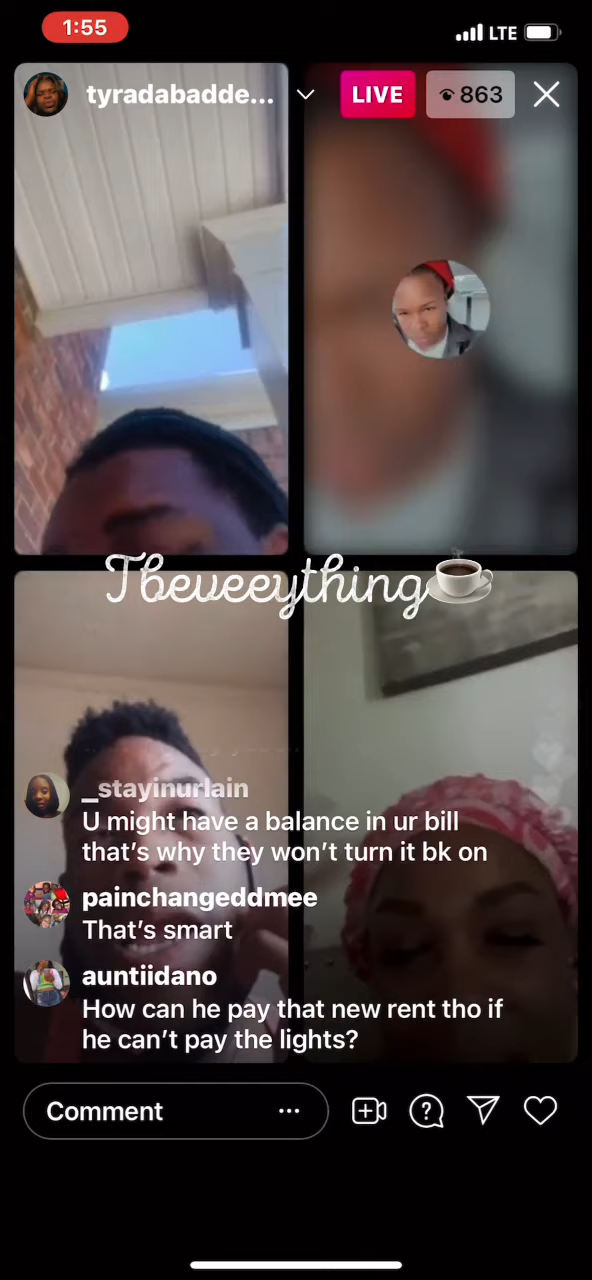 1:55
LTE
tyradabadde...
LIVE
863
Tbeveeything
_stayinurlain
U might have a balance in ur bill
that's why they won't turn it bk on
painchangeddmee
That's smart
auntiidano
How can he pay that new rent tho if
he can't pay the lights?
Comment